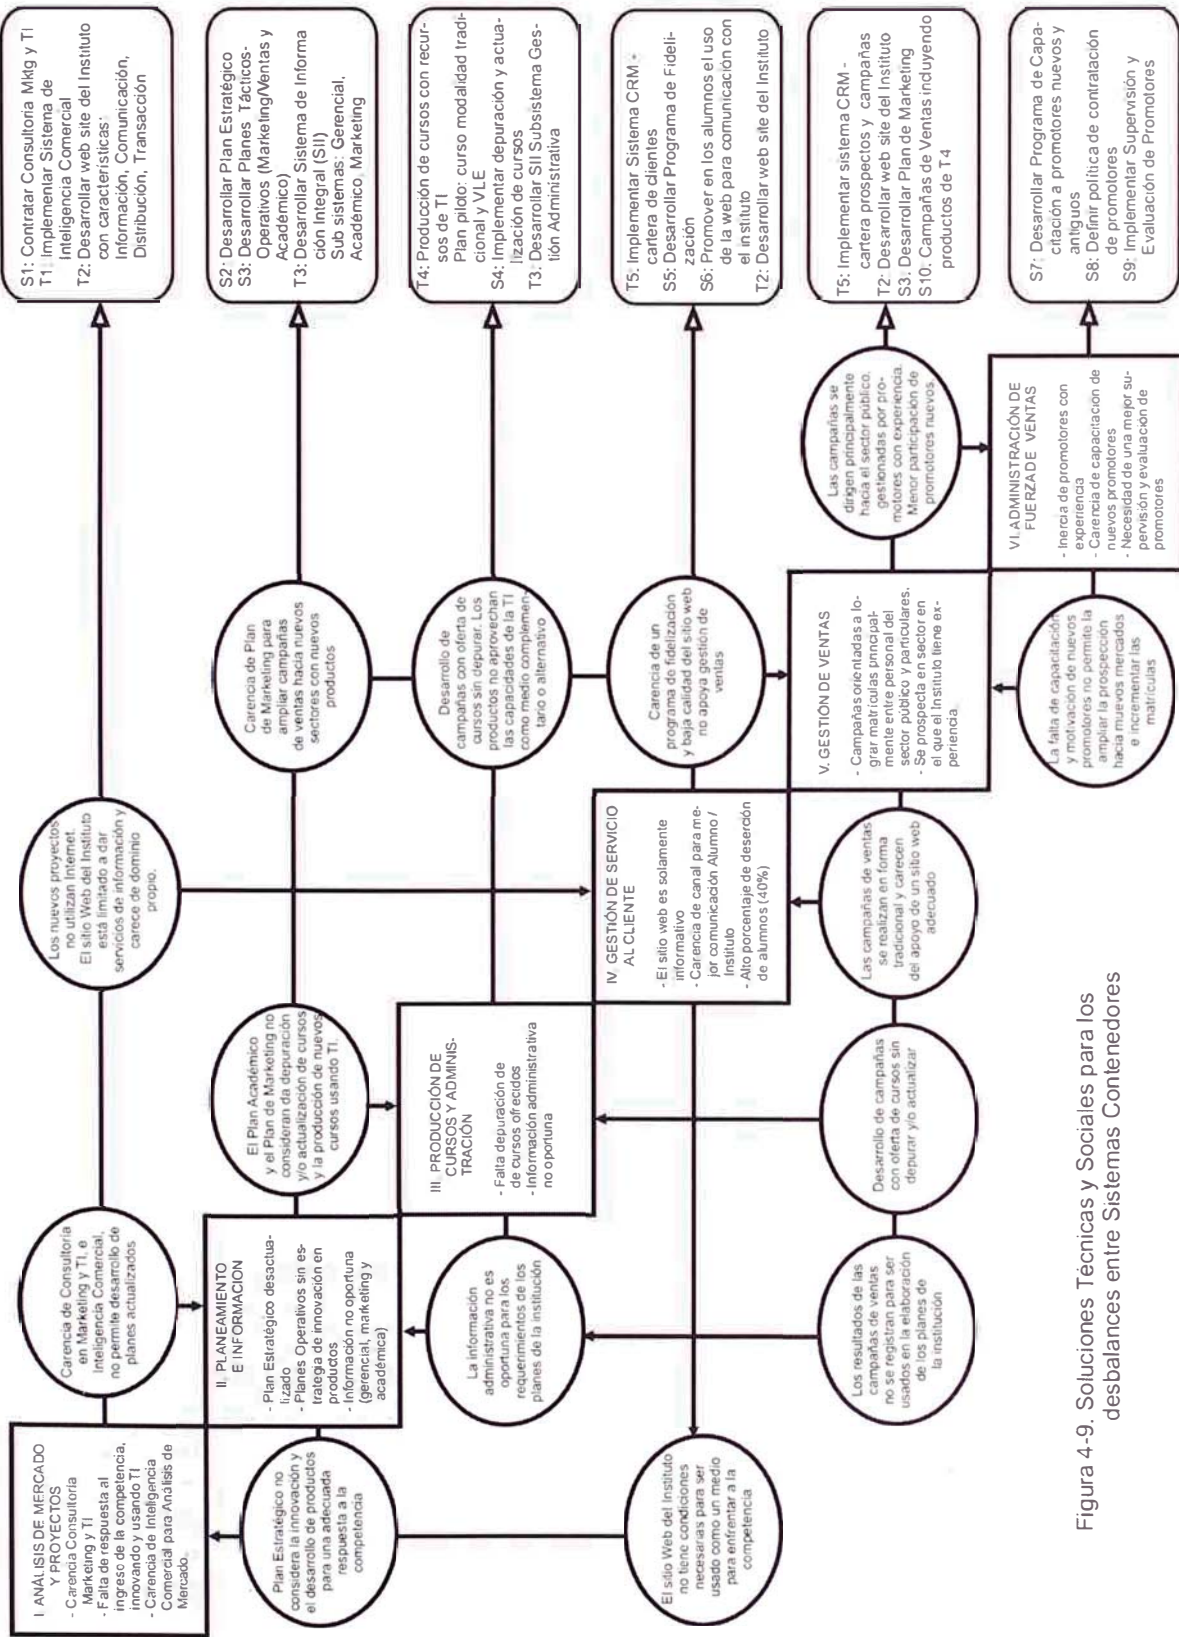 I. ANÁLISIS DE MERCADO
Y PROYECTOS
- Carencia Consultoría
Marketing y TI
- Falta de respuesta al
ingreso de la competencia,
innovando y usando TI
- Carencia de Inteligencia
Comercial para Análisis de
Mercado.
Carencia de Consultoría
en Marketing y TI, e
Inteligencia Comercial,
no permite desarrollo de
planes actualizados
Los nuevos proyectos
no utilizan Internet.
El sitio Web del Instituto
está limitado a dar
servicios de información y
carece de dominio
propio.
S1: Contratar Consultoria Mktg y TI
T1: Implementar Sistema de
Inteligencia Comercial
T2: Desarrollar web site del Instituto
con características:
Información, Comunicación,
Distribución, Transacción
Plan Estratégico no
considera la innovación y
el desarrollo de productos
para una adecuada
respuesta a la
competencia
II. PLANEAMIENTO
E INFORMACION
- Plan Estratégico desactua-
lizado
- Planes Operativos sin es-
trategia de innovación en
productos
- Información no oportuna
(gerencial, marketing y
académica)
El Plan Académico
y el Plan de Marketing no
consideran da depuración
y/o actualización de cursos
y la producción de nuevos
cursos usando TI.
Carencia de Plan
de Marketing para
ampliar campañas
de ventas hacia nuevos
sectores con nuevos
productos
S2: Desarrollar Plan Estratégico
S3: Desarrollar Planes Tácticos-
Operativos (Marketing/Ventas y
Académico)
T3: Desarrollar Sistema de Informa
ción Integral (SII)
Sub sistemas: Gerencial,
Académico, Marketing
La información
administrativa no es
oportuna para los
requerimientos de los
planes de la institución
III. PRODUCCIÓN DE
CURSOS Y ADMINIS-
TRACIÓN
- Falta depuración de
de cursos ofrecidos
- Información administrativa
no oportuna
Desarrollo de
campañas con oferta de
cursos sin depurar. Los
productos no aprovechan
las capacidades de la TI
como medio complemen-
tario o alternativo
T4: Producción de cursos con recur-
sos de TI
Plan piloto: curso modalidad tradi-
cional y VLE
S4: Implementar depuración y actua-
lización de cursos
T3: Desarrollar SII Subsistema Ges-
tión Administrativa
El sitio Web del Instituto
no tiene condiciones
necesarias para ser
usado como un medio
para enfrentar a la
competencia
IV. GESTIÓN DE SERVICIO
AL CLIENTE
- El sitio web es solamente
informativo
- Carencia de canal para me-
jor comunicación Alumno /
Instituto
- Alto porcentaje de deserción
de alumnos (40%)
Carencia de un
programa de fidelización
y baja calidad del sitio web
no apoya gestión de
ventas
T5: Implementar Sistema CRM -
cartera de clientes
S5: Desarrollar Programa de Fideli-
zación
S6: Promover en los alumnos el uso
de la web para comunicación con
el instituto
T2: Desarrollar web site del Instituto
Los resultados de las
campañas de ventas
no se registran para ser
usados en la elaboración
de los planes de
la institución
Desarrollo de campañas
con oferta de cursos sin
depurar y/o actualizar
Las campañas de ventas
se realizan en forma
tradicional y carecen
del apoyo de un sitio web
adecuado
V. GESTIÓN DE VENTAS
- Campañas orientadas a lo-
grar matrículas principal-
mente entre personal del
sector público y particulares.
- Se prospecta en sector en
el que el Instituto tiene ex-
periencia.
Las campañas se
dirigen principalmente
hacia el sector público,
gestionadas por pro-
motores con experiencia.
Menor participación de
promotores nuevos.
T5: Implementar sistema CRM -
cartera prospectos y campañas
T2: Desarrollar web site del Instituto
S3: Desarrollar Plan de Marketing
S10: Campañas de Ventas incluyendo
productos de T-4
La falta de capacitación
y motivación de nuevos
promotores no permite la
ampliar la prospección
hacia muevos mercados
e incrementar las
matrículas
VI. ADMINISTRACIÓN DE
FUERZA DE VENTAS
- Inercia de promotores con
experiencia
- Carencia de capacitacion de
nuevos promotores
- Necesidad de una mejor su-
pervisión y evaluación de
promotores
S7: Desarrollar Programa de Capa-
citación a promotores nuevos y
antiguos
S8: Definir política de contratación
de promotores
S9: Implementar Supervisión y
Evaluación de Promotores
Figura 4-9. Soluciones Técnicas y Sociales para los
desbalances entre Sistemas Contenedores